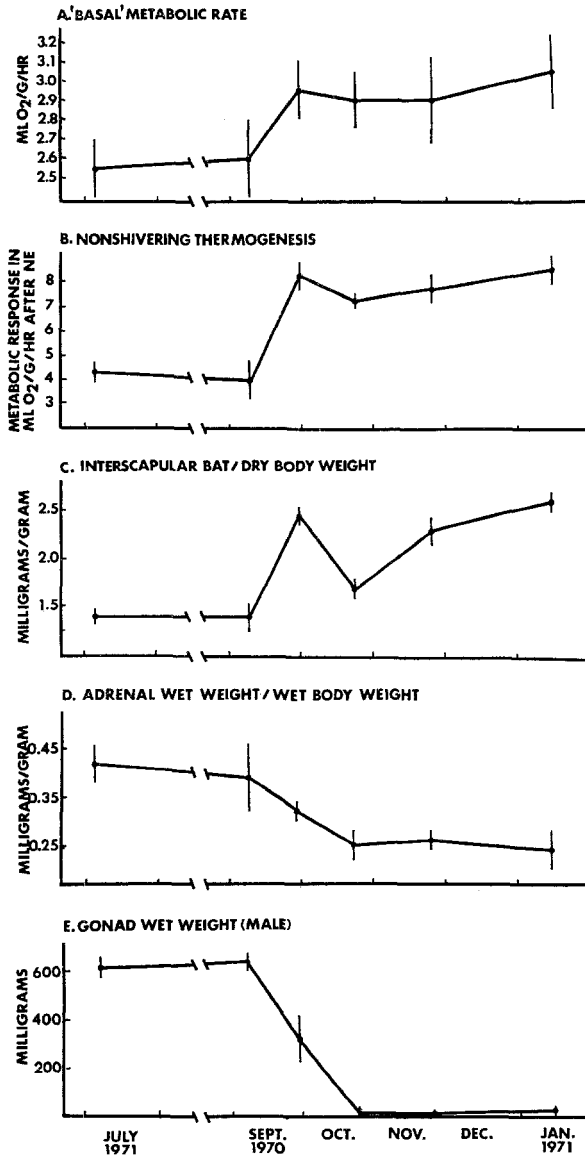 A.'BASAL' METABOLIC RATE
ML O2/G/HR
3.2
3.1
3.0
2.9
2.8
2.7
2.6
2.5
B. NONSHIVERING THERMOGENESIS
METABOLIC RESPONSE IN
ML O2/G/HR AFTER NE
8
7
6
5
4
3
C. INTERSCAPULAR BAT/DRY BODY WEIGHT
MILLIGRAMS/GRAM
2.5
2.0
1.5
D. ADRENAL WET WEIGHT/WET BODY WEIGHT
MILLIGRAMS/GRAM
0.45
0.35
0.25
E. GONAD WET WEIGHT (MALE)
MILLIGRAMS
600
400
200
JULY SEPT. OCT. NOV. DEC. JAN.
1971 1970 1971